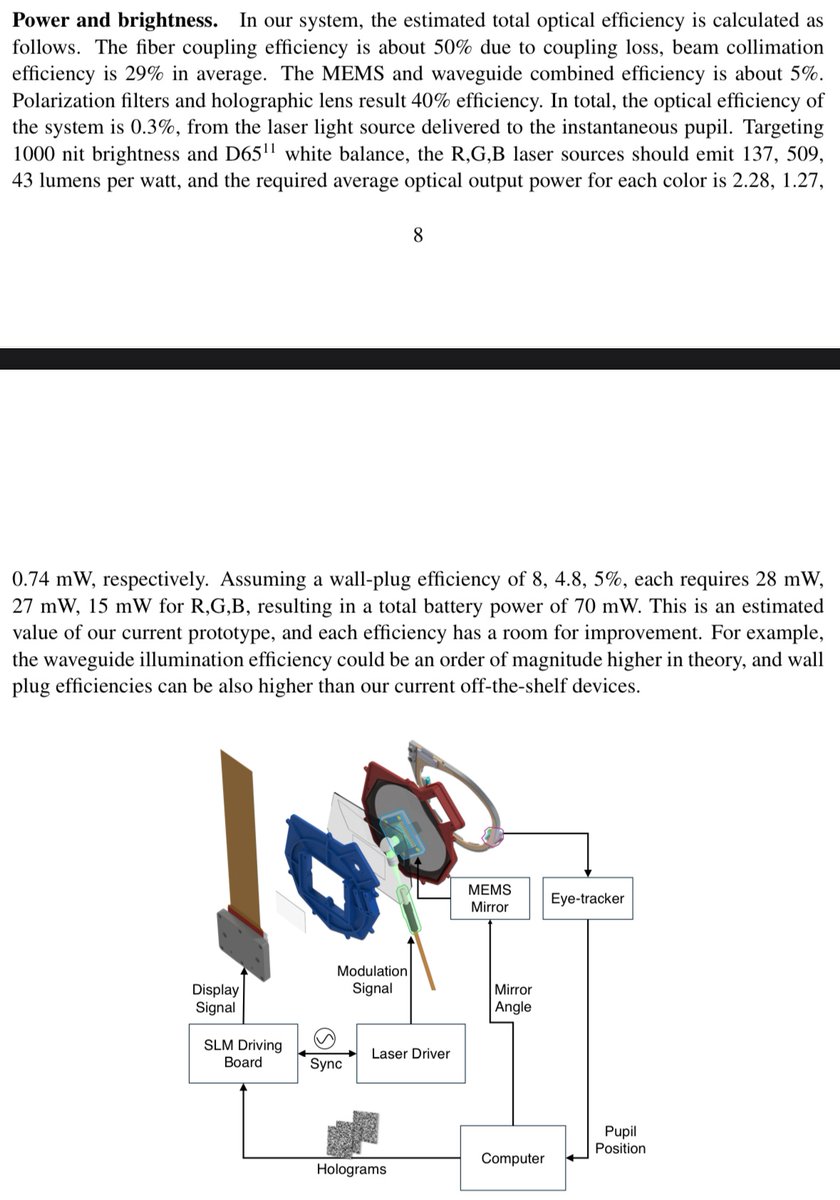 Power and brightness. In our system, the estimated total optical efficiency is calculated as
follows. The fiber coupling efficiency is about 50% due to coupling loss, beam collimation
efficiency is 29% in average. The MEMS and waveguide combined efficiency is about 5%.
Polarization filters and holographic lens result 40% efficiency. In total, the optical efficiency of
the system is 0.3%, from the laser light source delivered to the instantaneous pupil. Targeting
1000 nit brightness and D65¹¹ white balance, the R,G,B laser sources should emit 137, 509,
43 lumens per watt, and the required average optical output power for each color is 2.28, 1.27,
8
0.74 mW, respectively. Assuming a wall-plug efficiency of 8, 4.8, 5%, each requires 28 mW,
27 mW, 15 mW for R,G,B, resulting in a total battery power of 70 mW. This is an estimated
value of our current prototype, and each efficiency has a room for improvement. For example,
the waveguide illumination efficiency could be an order of magnitude higher in theory, and wall
plug efficiencies can be also higher than our current off-the-shelf devices.
MEMS
Mirror
Eye-tracker
Display
Signal
Modulation
Signal
Mirror
Angle
SLM Driving
Board
Sync
Laser Driver
Holograms
Computer
Pupil
Position